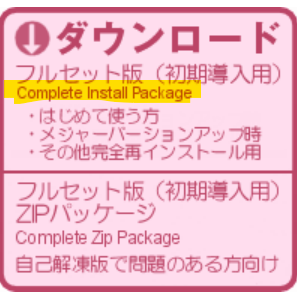 ダウンロード
フルセット版（初期導入用）
Complete Install Package
・はじめて使う方
・メジャーバージョンアップ時
・その他完全再インストール用
フルセット版（初期導入用）
ZIPパッケージ
Complete Zip Package
自己解凍版で問題のある方向け